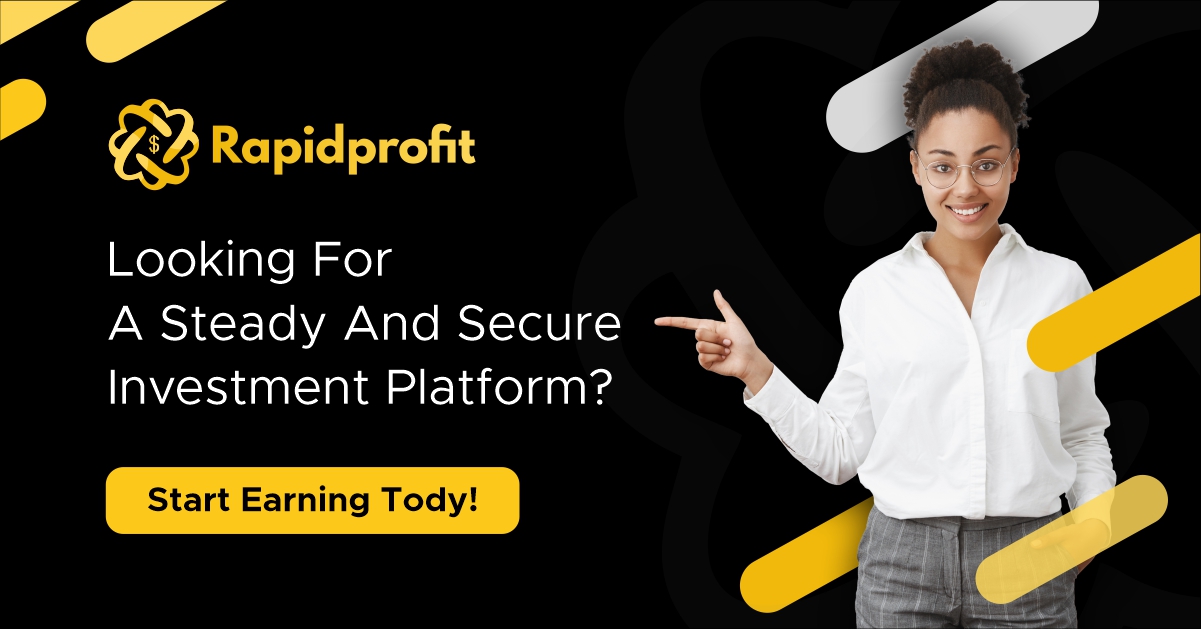 $
Rapidprofit
Looking For
A Steady And Secure
Investment Platform?
Start Earning Tody!